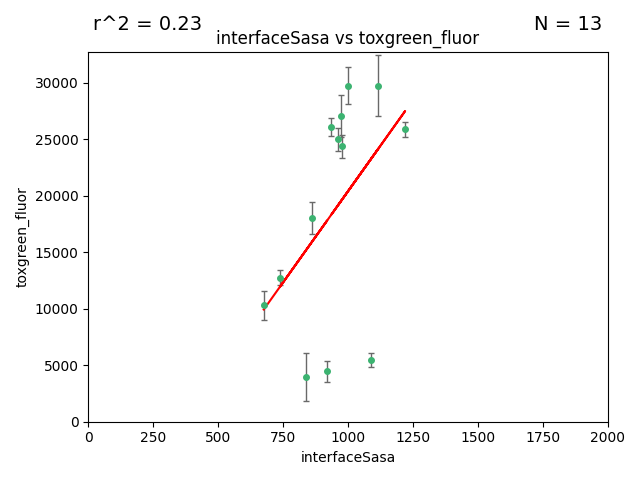 r^2 = 0.23
N = 13
interfaceSasa vs toxgreen_fluor
30000
25000
20000
15000
10000
5000
0
toxgreen_fluor
0 250 500 750 1000 1250 1500 1750 2000
interfaceSasa